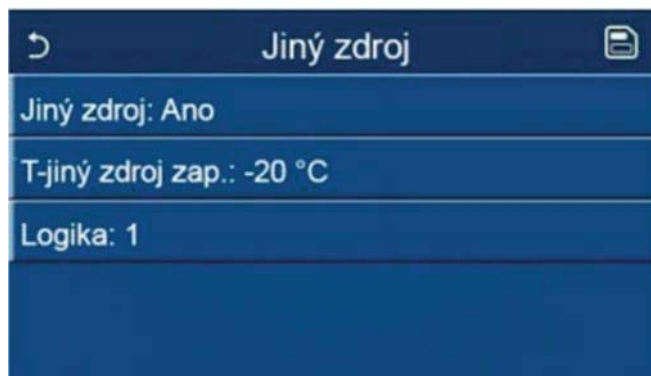 Jiný zdroj
Jiný zdroj: Ano
T-jiný zdroj zap.: -20 °C
Logika: 1